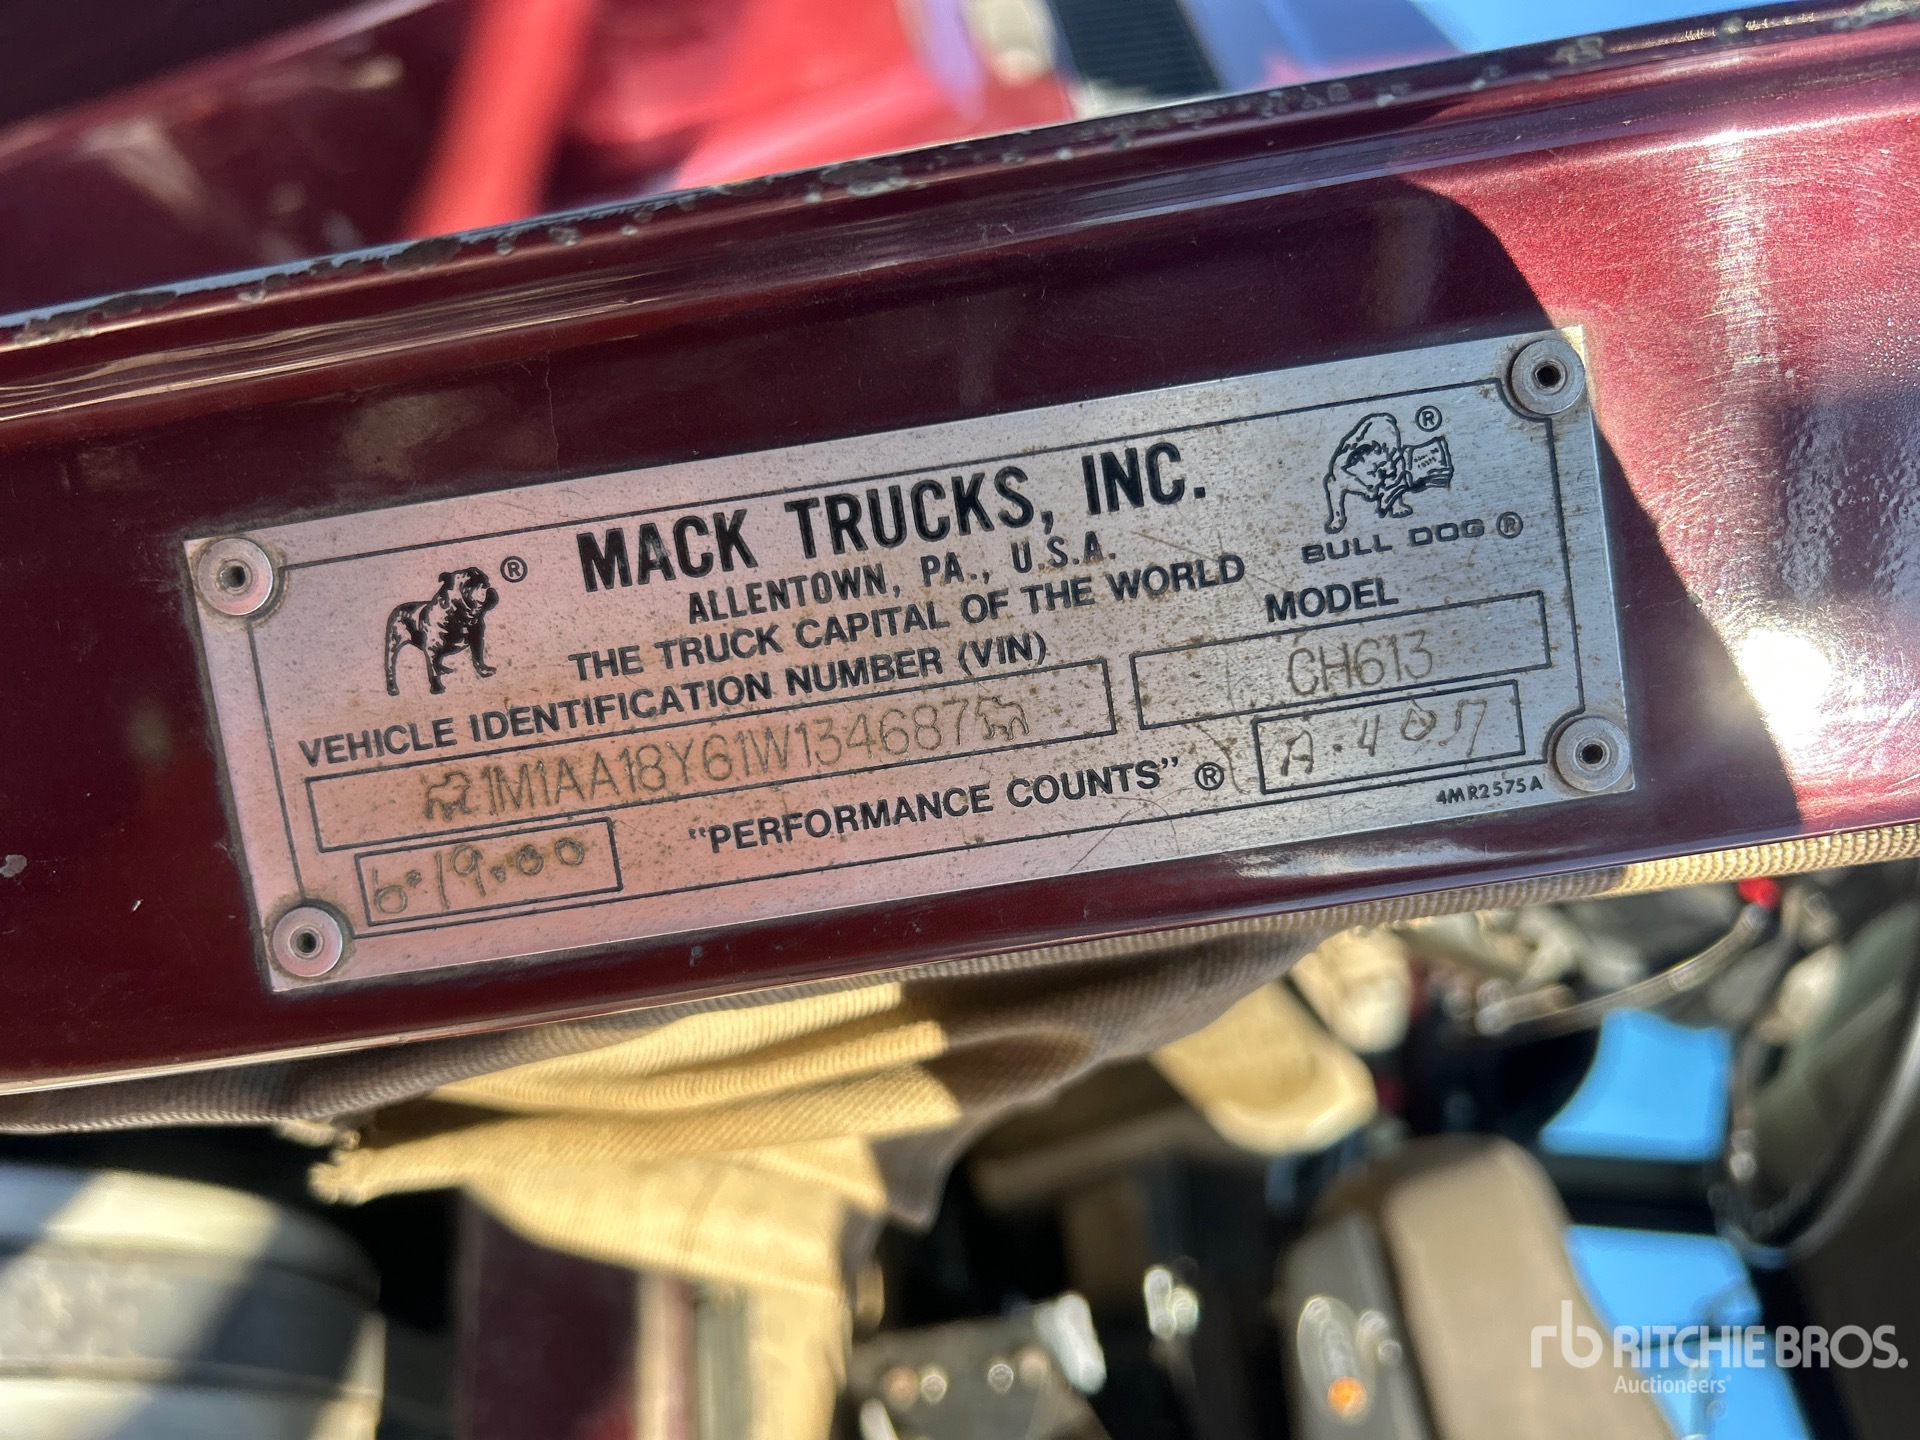 MACK TRUCKS, INC.
ALLENTOWN, PA., U.S.A.
THE TRUCK CAPITAL OF THE WORLD
®
®
BULL DOG ®
VEHICLE IDENTIFICATION NUMBER (VIN)
MODEL
1M1AA18Y61W134687
CH613
6.19.00
"PERFORMANCE COUNTS" ®
4MR2575A
rb RITCHIE BROS.
Auctioneers